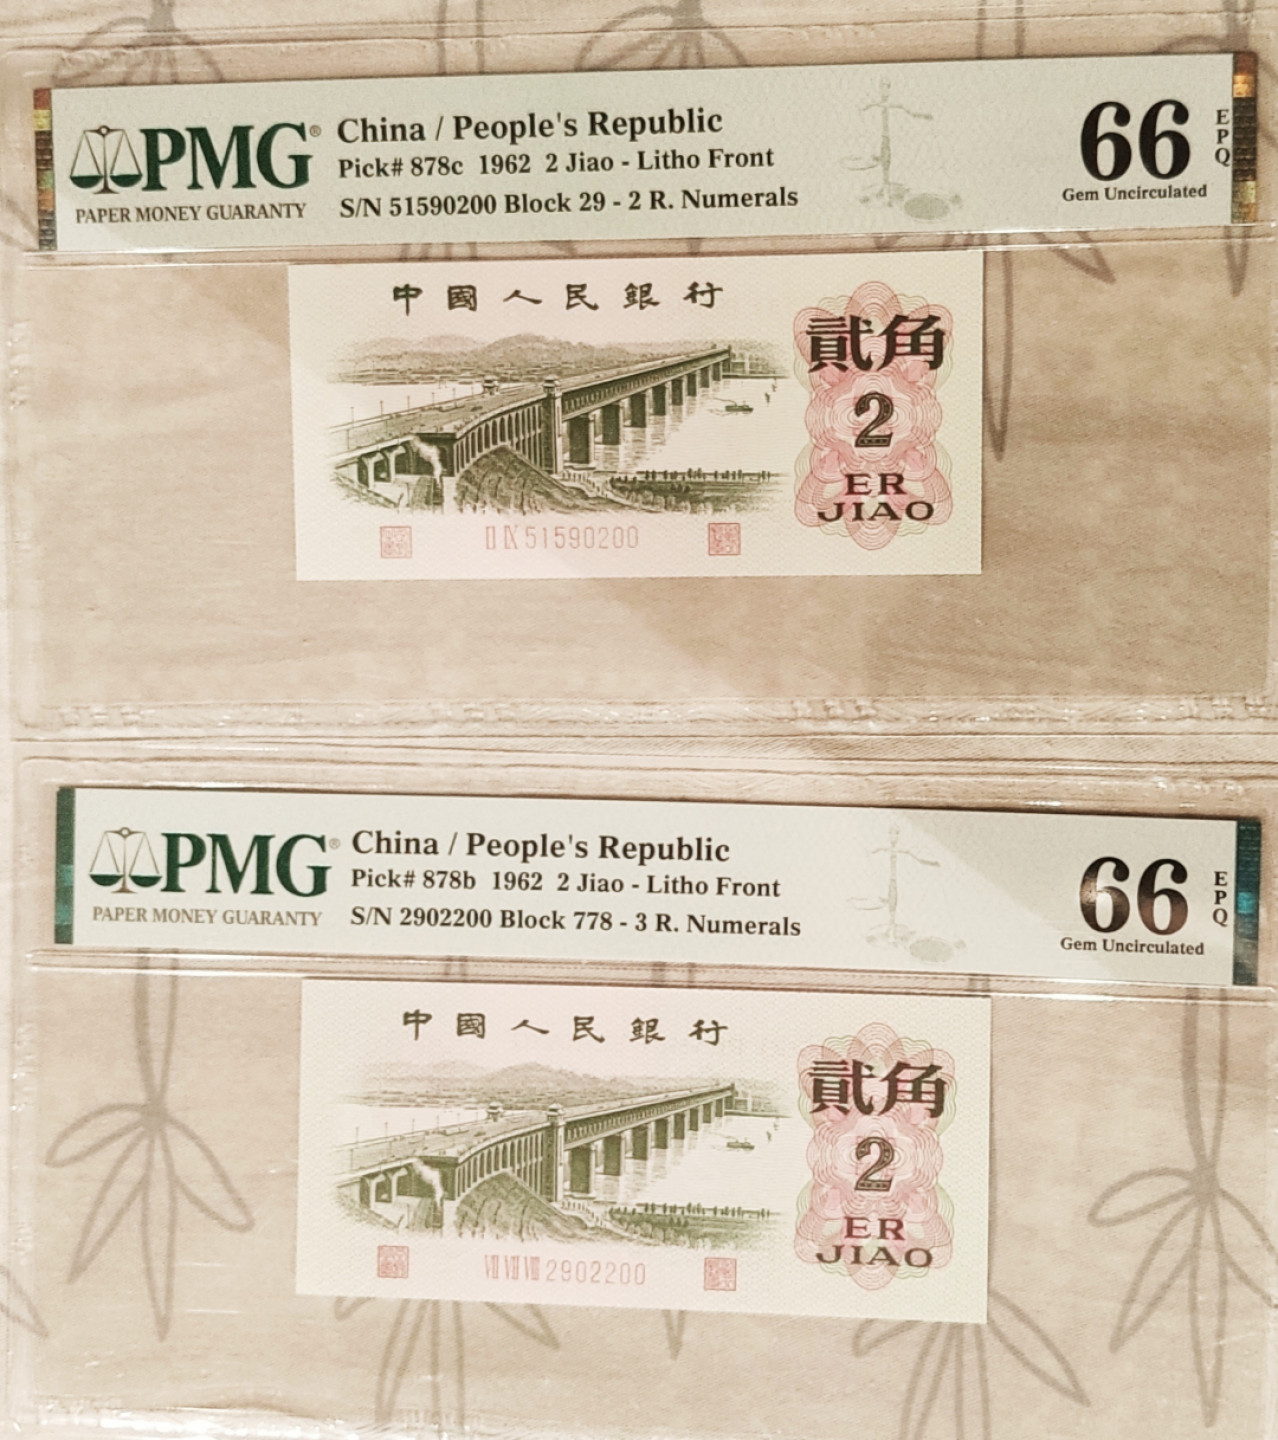 PMG®
PAPER MONEY GUARANTY
China / People's Republic
Pick# 878c 1962 2 Jiao - Litho Front
S/N 51590200 Block 29 - 2 R. Numerals
66
EPQ
Gem Uncirculated
中國人民銀行
貳角
2
ER
JIAO
II IX 51590200
PMG®
PAPER MONEY GUARANTY
China / People's Republic
Pick# 878b 1962 2 Jiao - Litho Front
S/N 2902200 Block 778 - 3 R. Numerals
66
EPQ
Gem Uncirculated
中國人民銀行
貳角
2
ER
JIAO
VII VII VIII 2902200